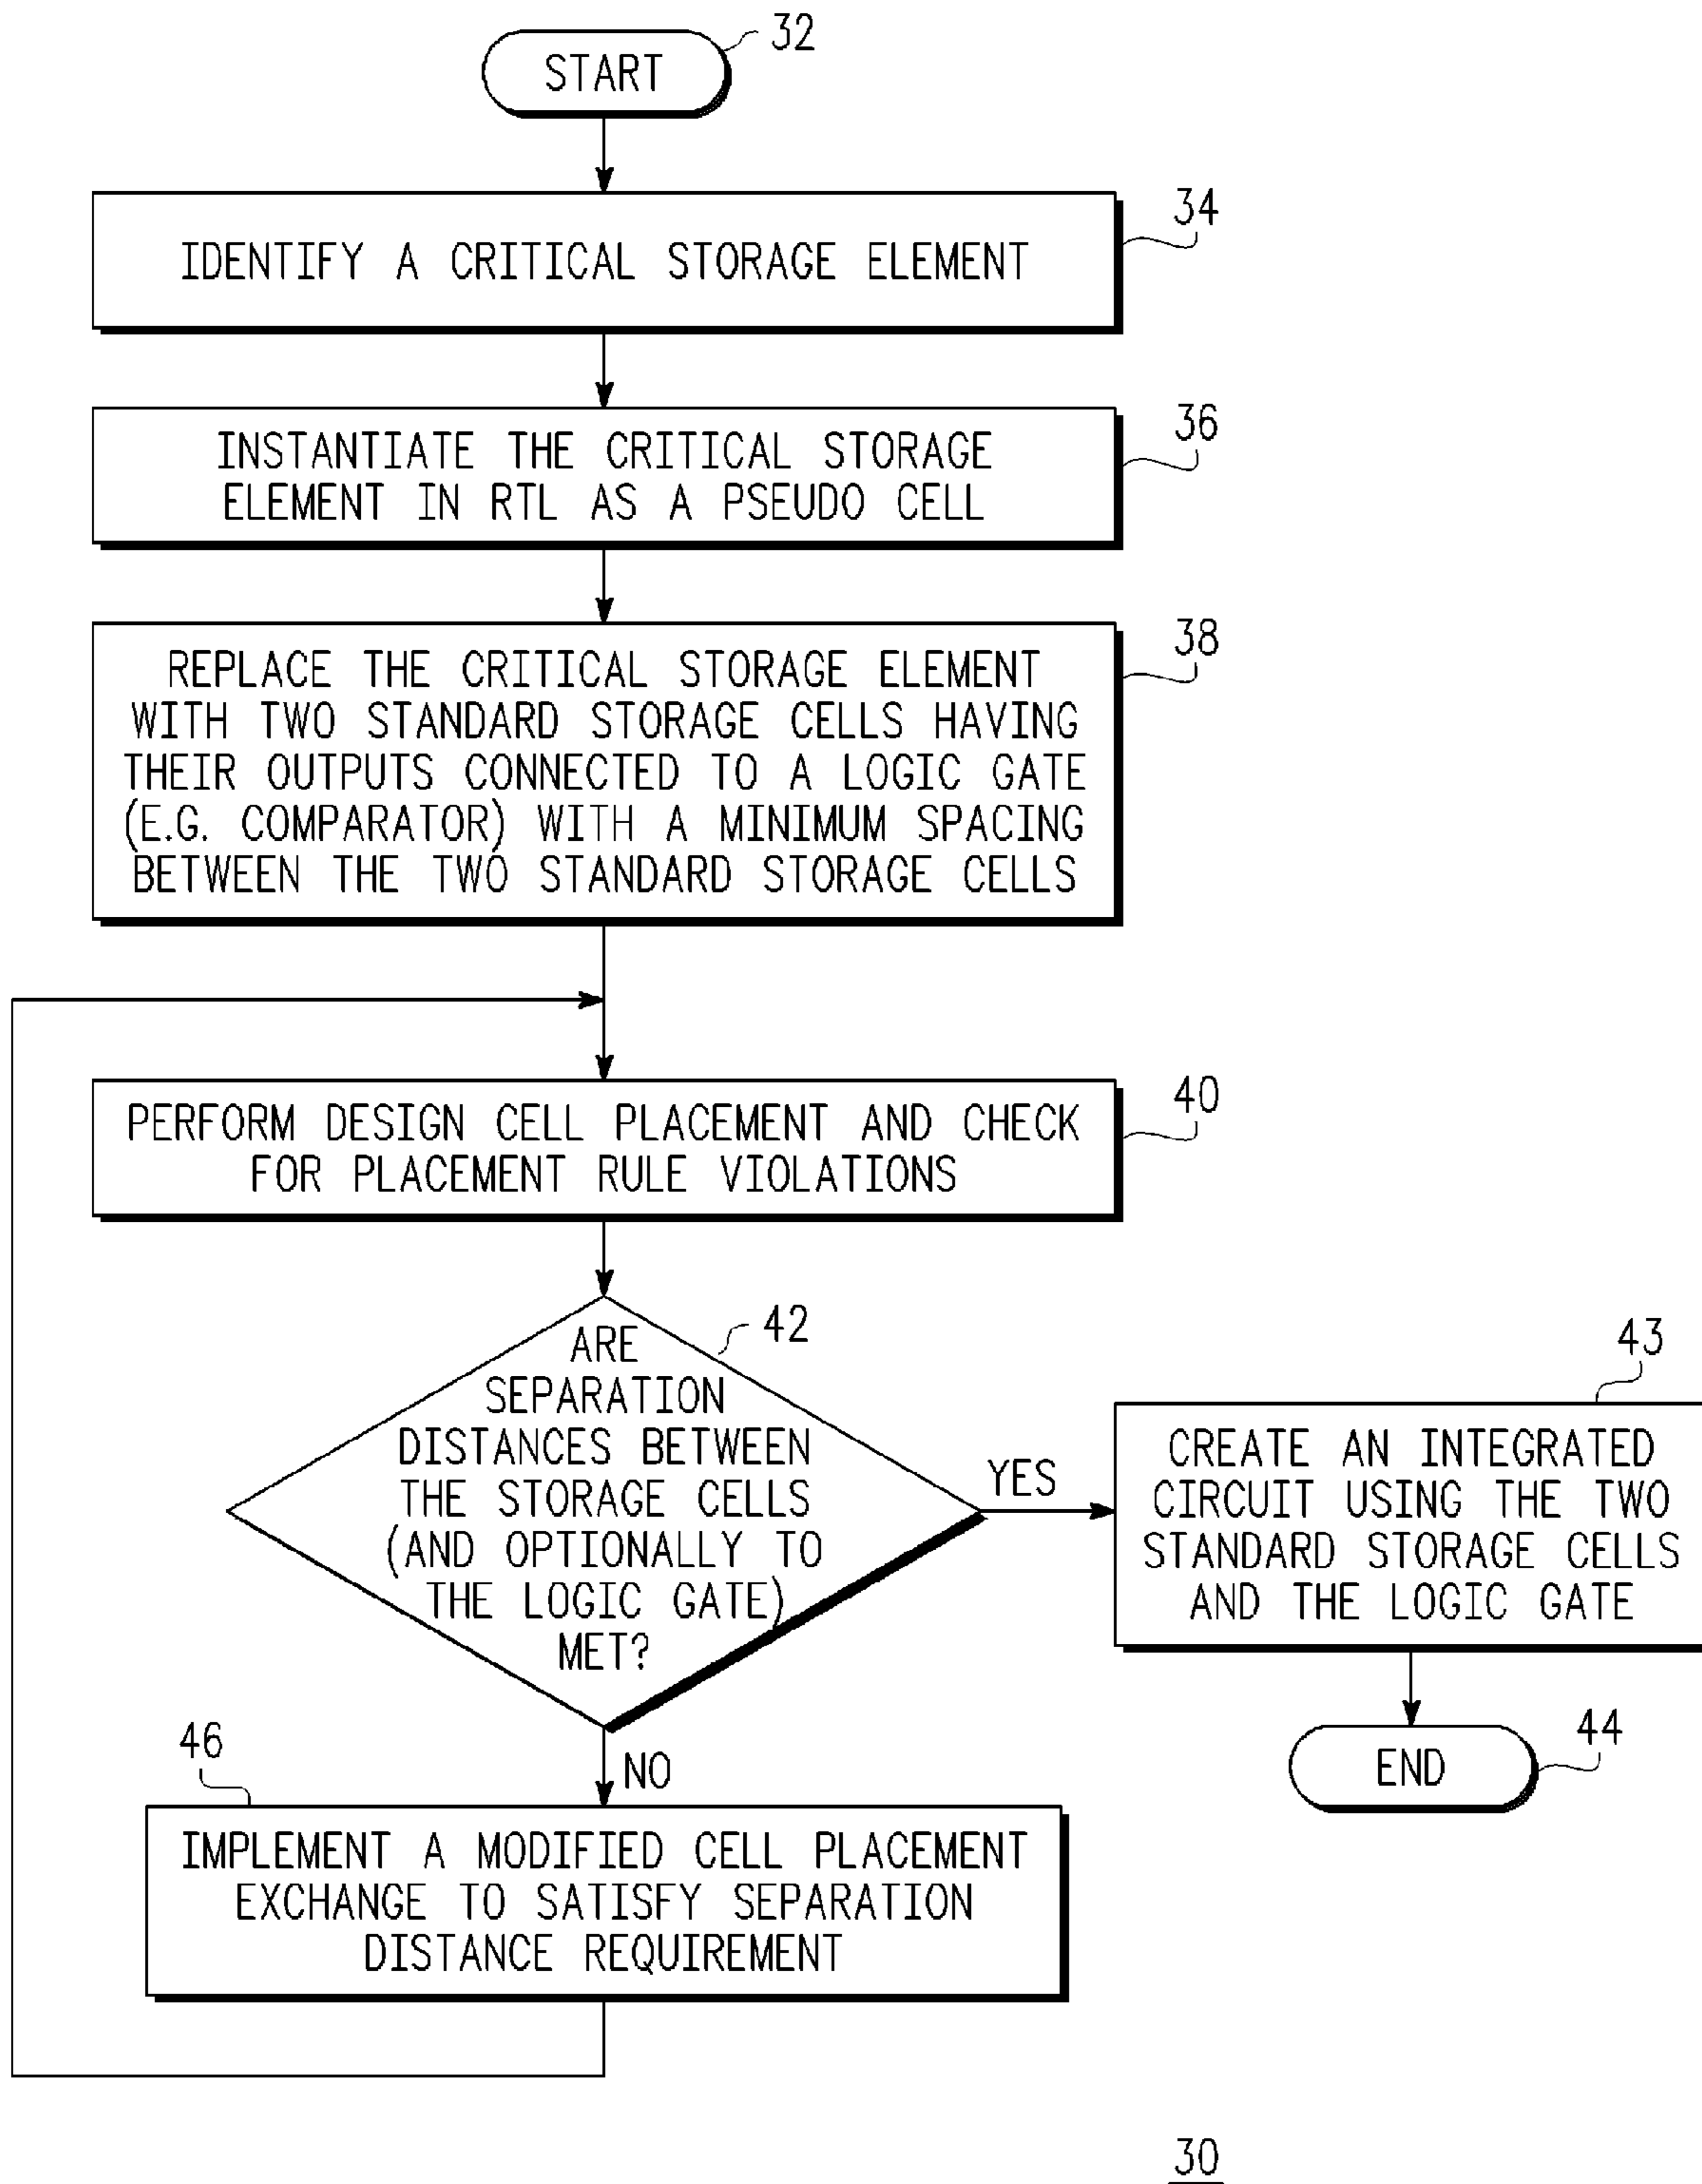 START
32
IDENTIFY A CRITICAL STORAGE ELEMENT
34
INSTANTIATE THE CRITICAL STORAGE
ELEMENT IN RTL AS A PSEUDO CELL
36
REPLACE THE CRITICAL STORAGE ELEMENT
WITH TWO STANDARD STORAGE CELLS HAVING
THEIR OUTPUTS CONNECTED TO A LOGIC GATE
(E.G. COMPARATOR) WITH A MINIMUM SPACING
BETWEEN THE TWO STANDARD STORAGE CELLS
38
PERFORM DESIGN CELL PLACEMENT AND CHECK
FOR PLACEMENT RULE VIOLATIONS
40
ARE
SEPARATION
DISTANCES BETWEEN
THE STORAGE CELLS
(AND OPTIONALLY TO
THE LOGIC GATE)
MET?
42
YES
43
CREATE AN INTEGRATED
CIRCUIT USING THE TWO
STANDARD STORAGE CELLS
AND THE LOGIC GATE
END
44
NO
46
IMPLEMENT A MODIFIED CELL PLACEMENT
EXCHANGE TO SATISFY SEPARATION
DISTANCE REQUIREMENT
30